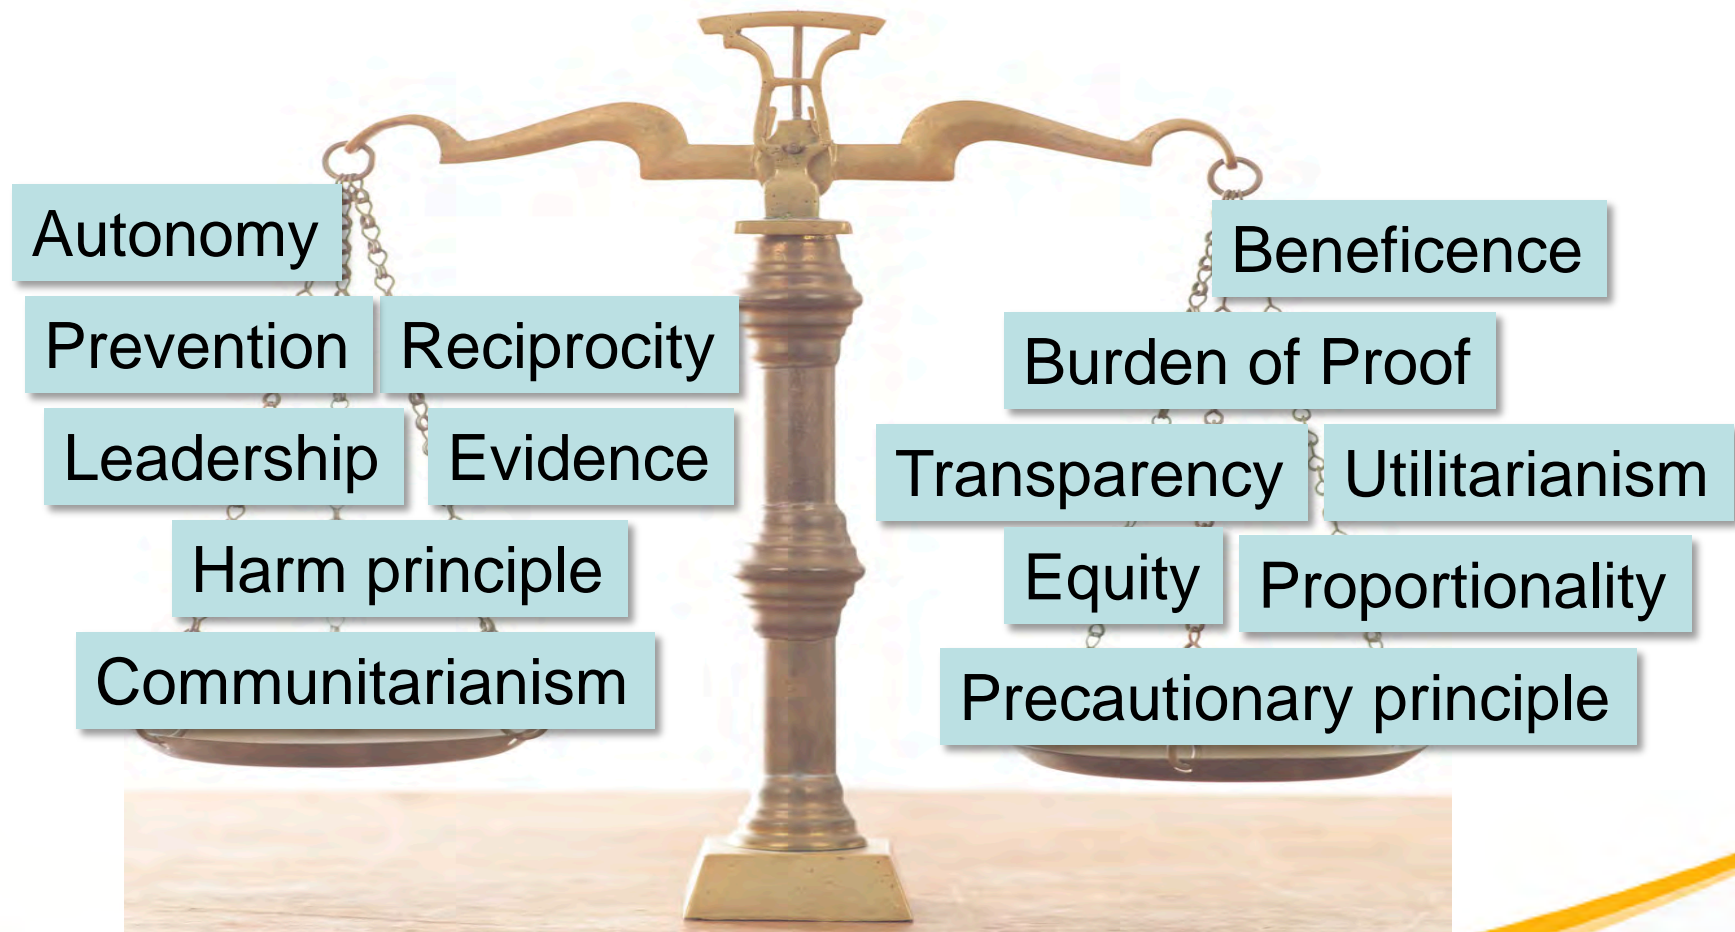 Autonomy
Prevention
Reciprocity
Leadership
Evidence
Harm principle
Communitarianism
Beneficence
Burden of Proof
Transparency
Utilitarianism
Equity
Proportionality
Precautionary principle